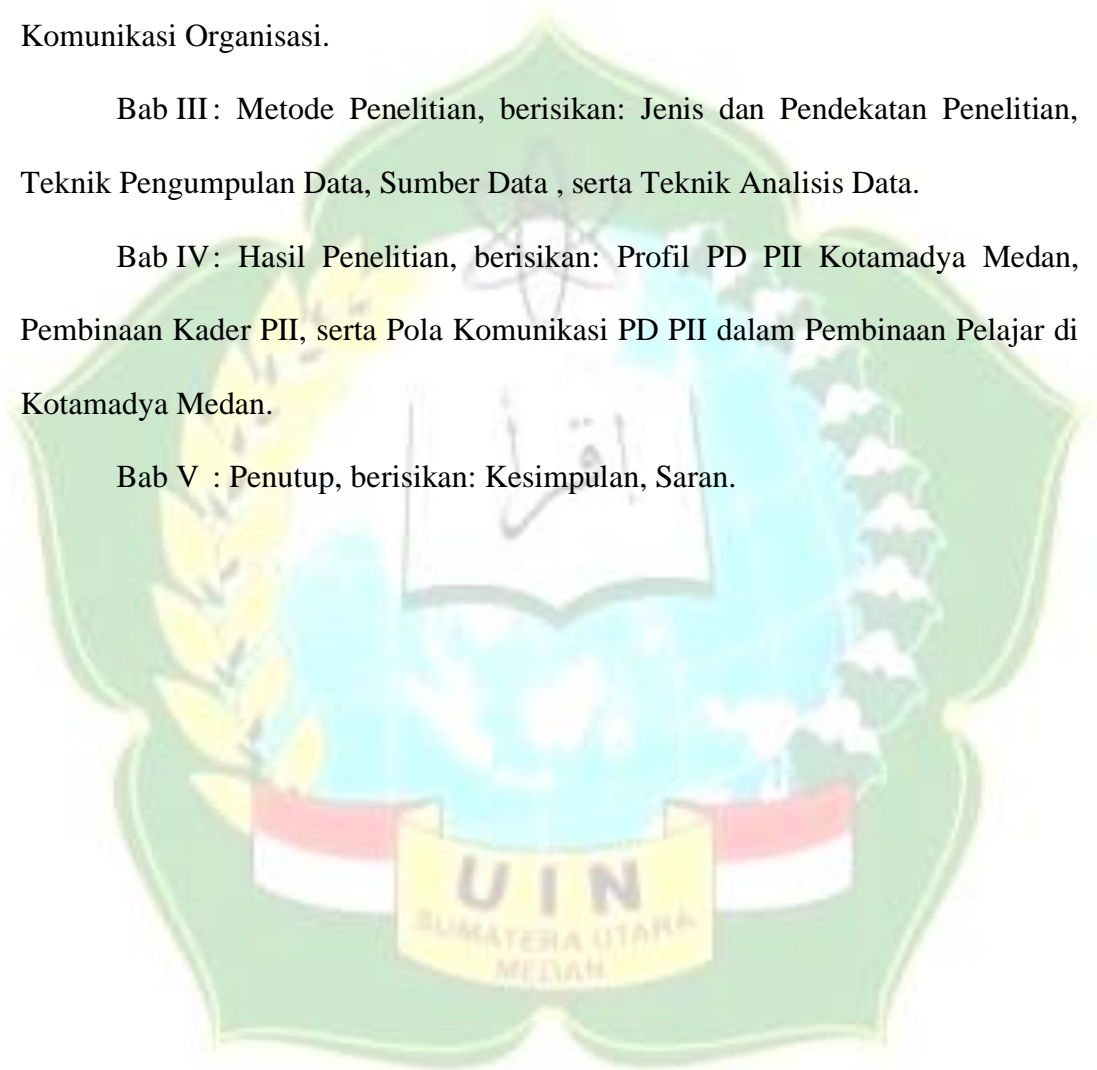 Komunikasi Organisasi.
Bab III : Metode Penelitian, berisikan: Jenis dan Pendekatan Penelitian,
Teknik Pengumpulan Data, Sumber Data , serta Teknik Analisis Data.
Bab IV : Hasil Penelitian, berisikan: Profil PD PII Kotamadya Medan,
Pembinaan Kader PII, serta Pola Komunikasi PD PII dalam Pembinaan Pelajar di
Kotamadya Medan.
اقرأ
Bab V : Penutup, berisikan: Kesimpulan, Saran.
UIN
SUMATERA UTARA
MEDAN